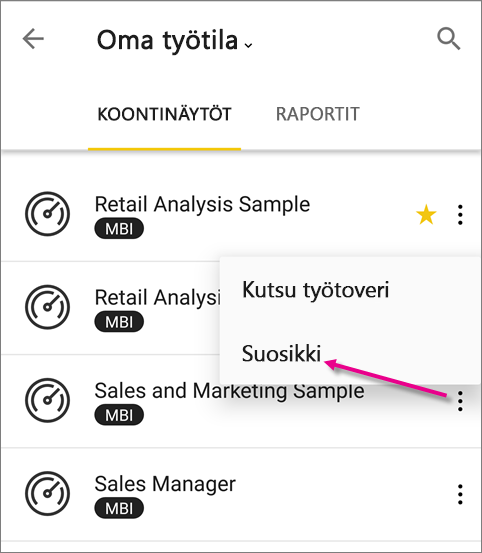 Oma työtila
KOONTINÄYTÖT RAPORTIT
Retail Analysis Sample
MBI
Kutsu työtoveri
Retail Analysi
MBI
Suosikki
Sales and Marketing Sample
MBI
Sales Manager
MBI